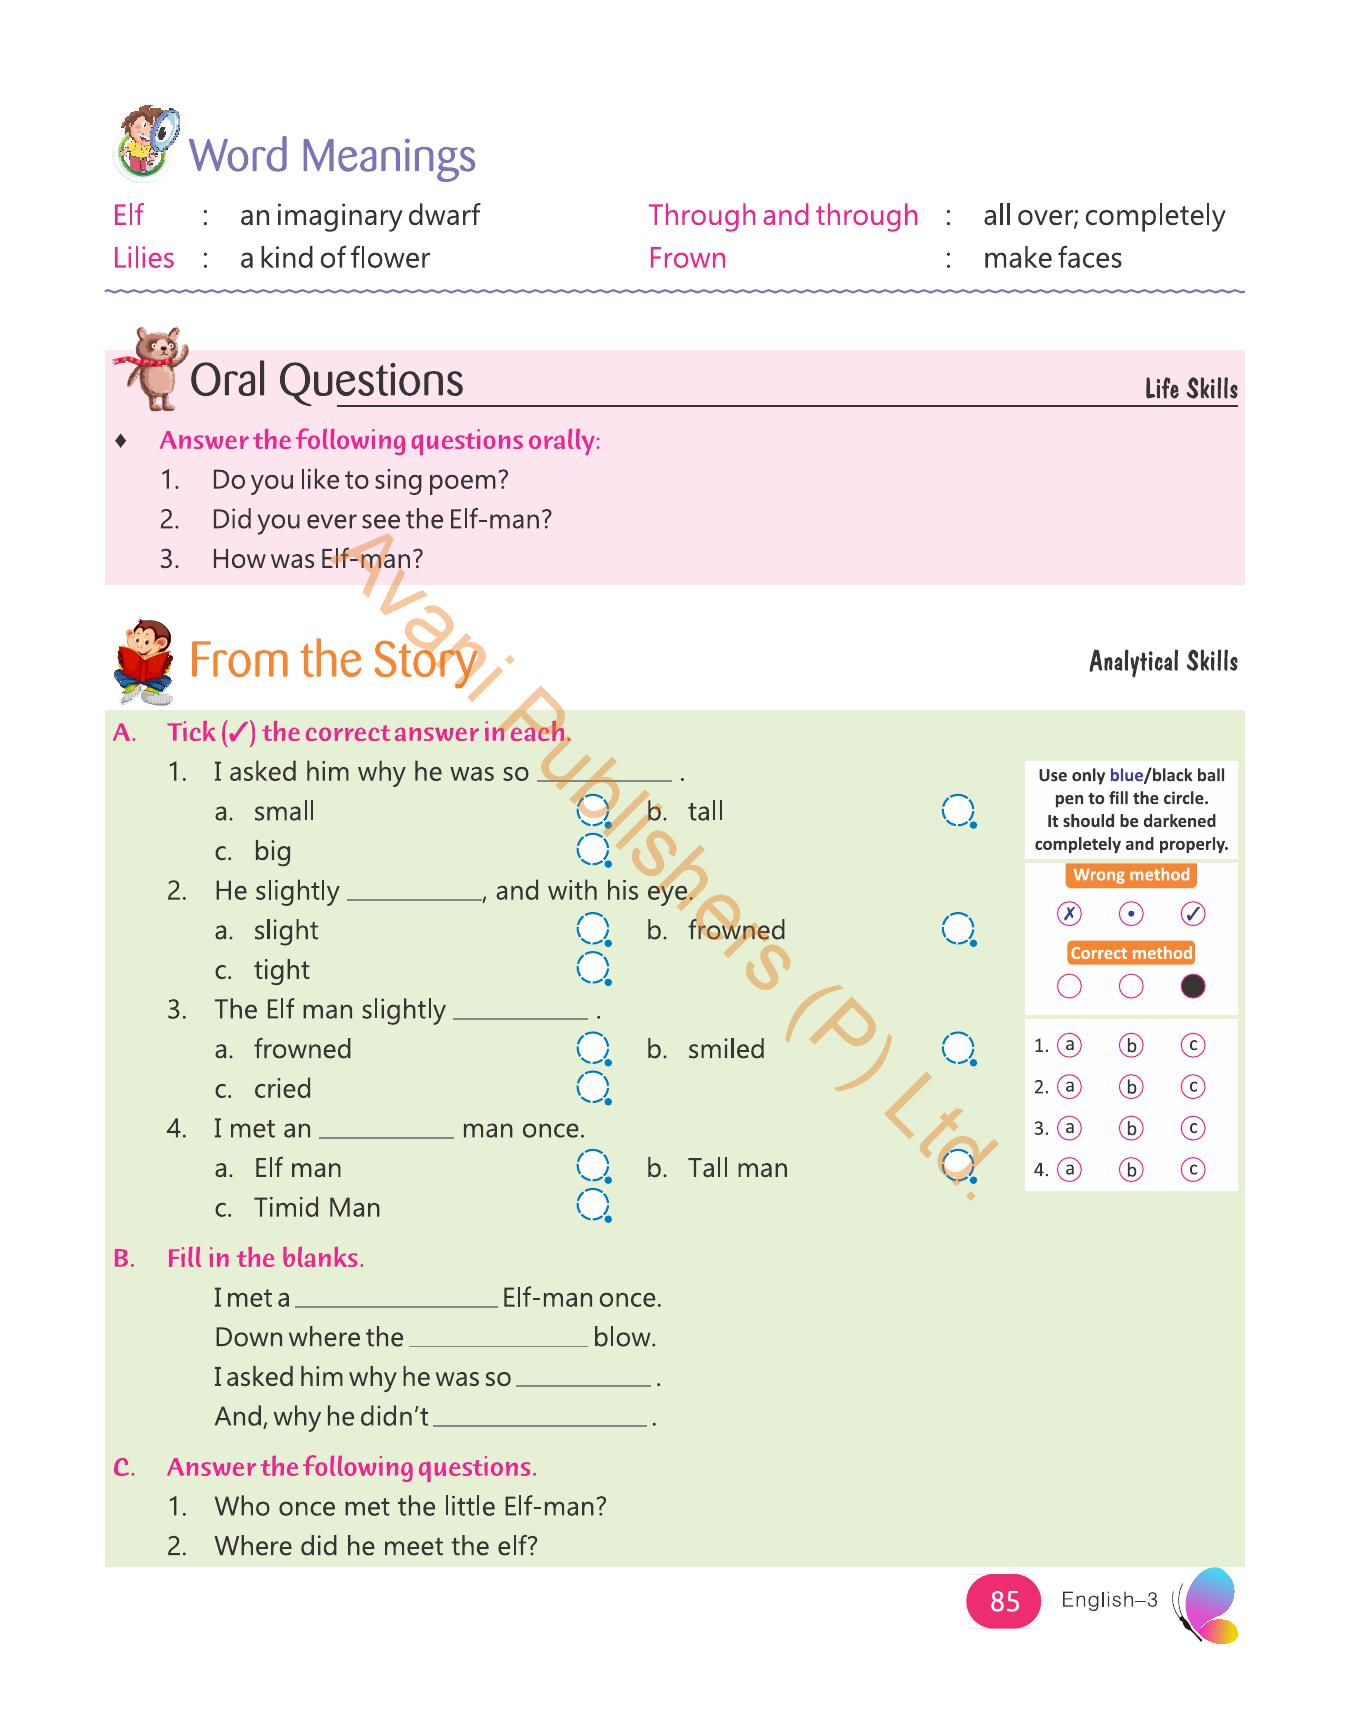 Word Meanings
Elf : an imaginary dwarf Through and through : all over; completely
Lilies : a kind of flower Frown : make faces
Oral Questions
Life Skills
♦ Answer the following questions orally:
1. Do you like to sing poem?
2. Did you ever see the Elf-man?
3. How was Elf-man?
From the Story
Analytical Skills
A. Tick (✓) the correct answer in each.
1. I asked him why he was so __________ .
a. small b. tall
c. big
2. He slightly __________, and with his eye.
a. slight b. frowned
c. tight
3. The Elf man slightly __________ .
a. frowned b. smiled
c. cried
4. I met an __________ man once.
a. Elf man b. Tall man
c. Timid Man
Use only blue/black ball
pen to fill the circle.
It should be darkened
completely and properly.
Wrong method
✗ • ✓
Correct method
1. a b c
2. a b c
3. a b c
4. a b c
B. Fill in the blanks.
I met a _______________ Elf-man once.
Down where the _____________ blow.
I asked him why he was so __________ .
And, why he didn't ________________ .
C. Answer the following questions.
1. Who once met the little Elf-man?
2. Where did he meet the elf?
85 English–3
Avani Publishers (P) Ltd.